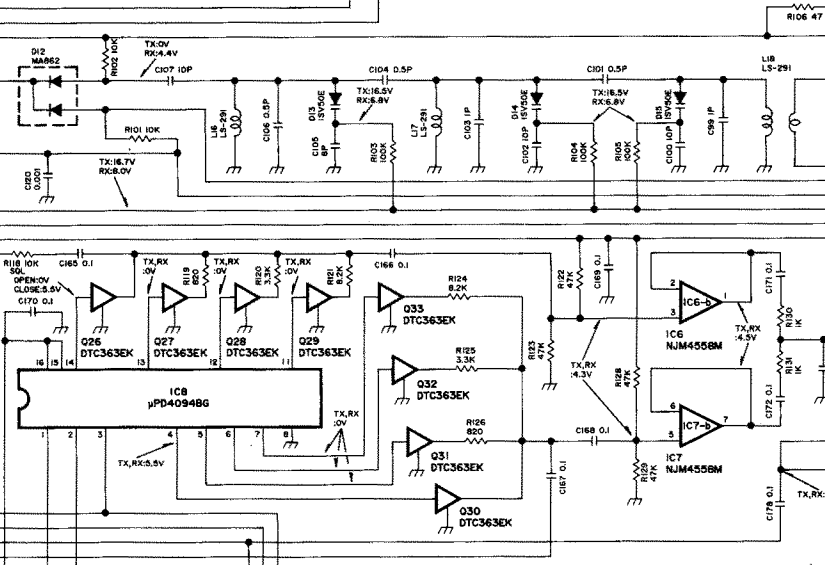 R106 47
D12
MA862
R102 10K
TX:0V
RX:4.4V
C107 10P
C104 0.5P
C101 0.5P
L18
LS-291
L16
LS-291
C106 0.5P
D13
1SV50E
TX:16.5V
RX:6.8V
L17
LS-291
C103 1P
D14
1SV50E
TX:16.5V
RX:6.8V
D15
1SV50E
C99 1P
R101 10K
C105
8P
R103
100K
C102 10P
R104
100K
R105
100K
C100 10P
TX:16.7V
RX:8.0V
C120
0.001
R118 10K
C165 0.1
SQL
OPEN:0V
CLOSE:5.5V
C170 0.1
TX,RX
:0V
R119
820
TX,RX
:0V
R120
3.3K
TX,RX
:0V
R121
8.2K
C166 0.1
R124
8.2K
R122
47K
C169 0.1
Q26
DTC363EK
Q27
DTC363EK
Q28
DTC363EK
Q29
DTC363EK
Q33
DTC363EK
2
3
1
IC6-b
IC6
NJM4558M
C171 0.1
R130
1K
TX,RX
:4.5V
R131
1K
C172 0.1
R123
47K
TX,RX
:4.3V
R128
47K
R125
3.3K
Q32
DTC363EK
16 15 14 13 12 11
IC8
μPD4094BG
1 2 3 4 5 6 7 8
TX,RX
:0V
TX,RX:5.5V
R126
820
Q31
DTC363EK
C168 0.1
6
5
7
IC7-b
IC7
NJM4558M
R129
47K
C167 0.1
Q30
DTC363EK
C178 0.1
TX,RX: